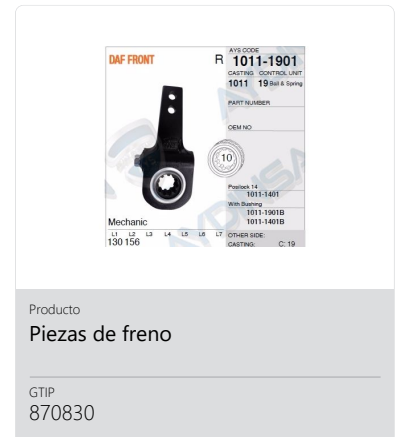 DAF FRONT
R
AYS CODE
1011-1901
CASTING CONTROL UNIT
1011 19 Ball & Spring
PART NUMBER
OEM NO
10
Poslock 14
1011-1401
With Bushing
1011-1901B
1011-1401B
Mechanic
L1 L2 L3 L4 L5 L6 L7
130 156
OTHER SIDE:
CASTING: C: 19
AYDIMSA
Producto
Piezas de freno
GTIP
870830